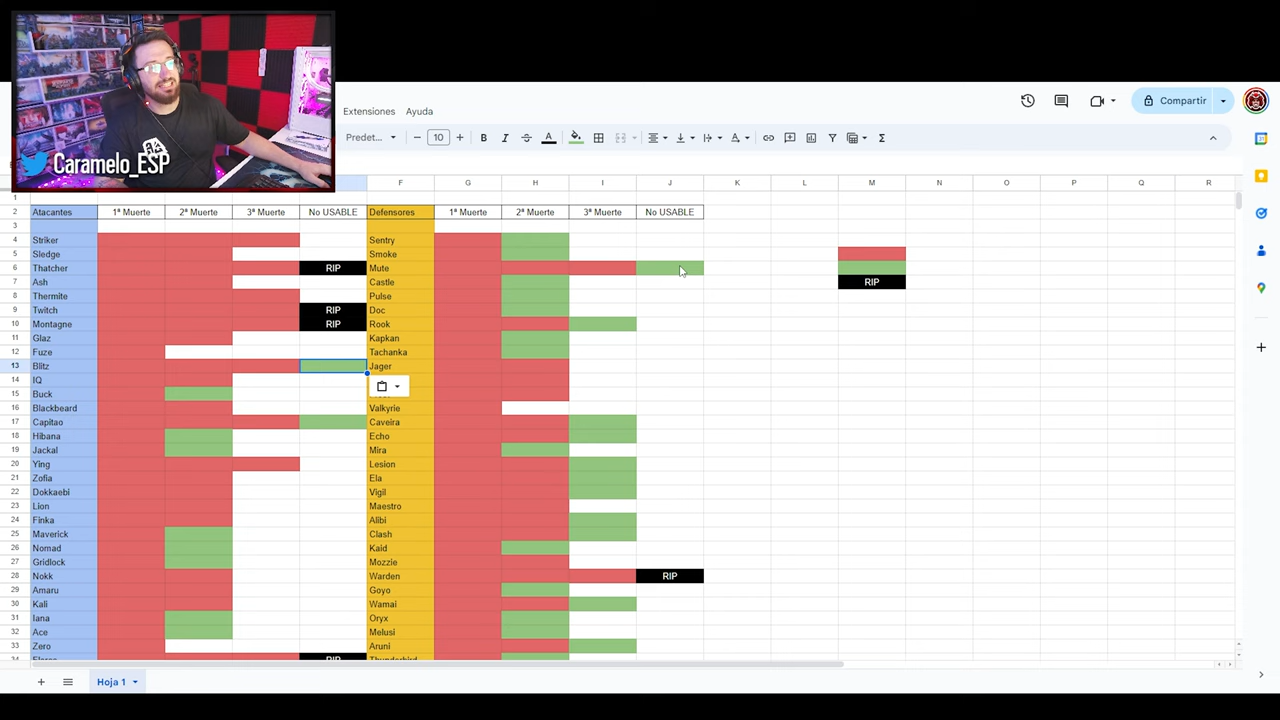 Caramelo_ESP
Extensiones Ayuda
Compartir
Predet... 10 B I A Σ
F G H I J K L M N O P Q R
1
2 Atacantes 1ª Muerte 2ª Muerte 3ª Muerte No USABLE Defensores 1ª Muerte 2ª Muerte 3ª Muerte No USABLE
3
4 Striker Sentry
5 Sledge Smoke
6 Thatcher RIP Mute
7 Ash Castle RIP
8 Thermite Pulse
9 Twitch RIP Doc
10 Montagne RIP Rook
11 Glaz Kapkan
12 Fuze Tachanka
13 Blitz Jager
14 IQ
15 Buck
16 Blackbeard Valkyrie
17 Capitao Caveira
18 Hibana Echo
19 Jackal Mira
20 Ying Lesion
21 Zofia Ela
22 Dokkaebi Vigil
23 Lion Maestro
24 Finka Alibi
25 Maverick Clash
26 Nomad Kaid
27 Gridlock Mozzie
28 Nokk Warden RIP
29 Amaru Goyo
30 Kali Wamai
31 Iana Oryx
32 Ace Melusi
33 Zero Aruni
34 Flores RIP Thunderbird
Hoja 1